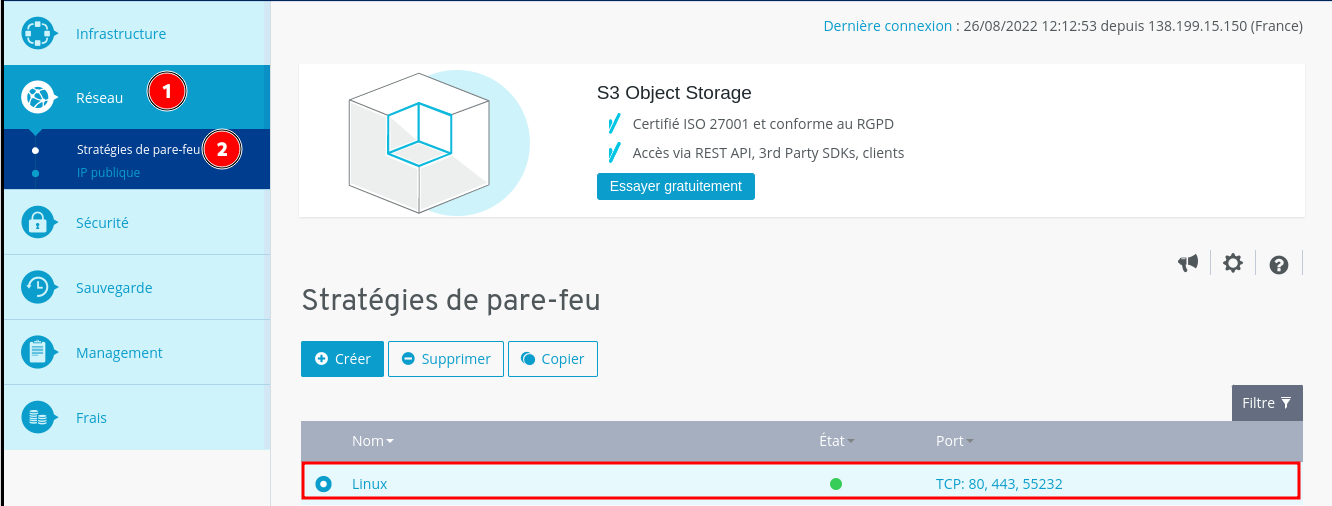 Infrastructure
Réseau
1
Stratégies de pare-feu
2
IP publique
Sécurité
Sauvegarde
Management
Frais
Dernière connexion : 26/08/2022 12:12:53 depuis 138.199.15.150 (France)
S3 Object Storage
Certifié ISO 27001 et conforme au RGPD
Accès via REST API, 3rd Party SDKs, clients
Essayer gratuitement
Stratégies de pare-feu
Créer Supprimer Copier
Filtre
Nom État Port
Linux TCP: 80, 443, 55232